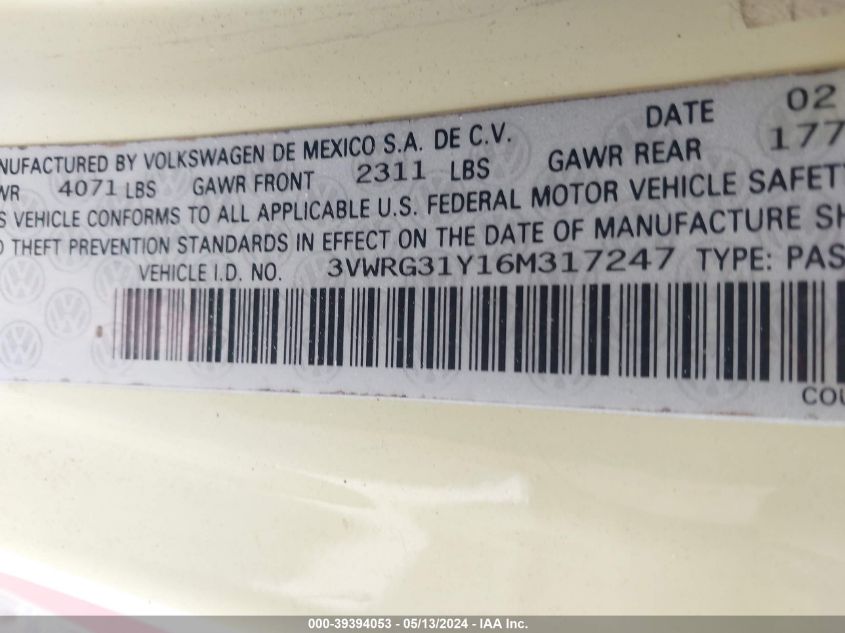 DATE 02
NUFACTURED BY VOLKSWAGEN DE MEXICO S.A. DE C.V.
WR 4071 LBS GAWR FRONT 2311 LBS GAWR REAR 177
S VEHICLE CONFORMS TO ALL APPLICABLE U.S. FEDERAL MOTOR VEHICLE SAFET
D THEFT PREVENTION STANDARDS IN EFFECT ON THE DATE OF MANUFACTURE SH
VEHICLE I.D. NO. 3VWRG31Y16M317247 TYPE: PAS
COU
000-39394053 - 05/13/2024 - IAA Inc.